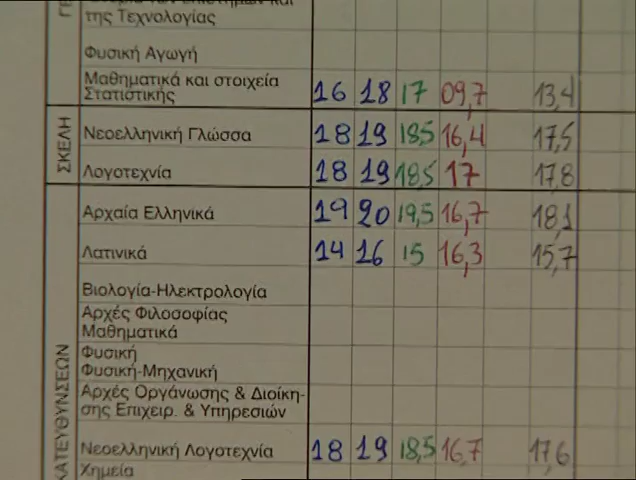 της Τεχνολογίας
Φυσική Αγωγή
Μαθηματικά και στοιχεία
Στατιστικής 16 18 17 09,7 13,4
ΣΚΕΛΗ
Νεοελληνική Γλώσσα 18 19 18,5 16,4 17,5
Λογοτεχνία 18 19 18,5 17 17,8
ΚΑΤΕΥΘΥΝΣΕΩΝ
Αρχαία Ελληνικά 19 20 19,5 16,7 18,1
Λατινικά 14 16 15 16,3 15,7
Βιολογία-Ηλεκτρολογία
Αρχές Φιλοσοφίας
Μαθηματικά
Φυσική
Φυσική-Μηχανική
Αρχές Οργάνωσης & Διοίκη-
σης Επιχειρ. & Υπηρεσιών
Νεοελληνική Λογοτεχνία 18 19 18,5 16,7 17,6
Χημεία